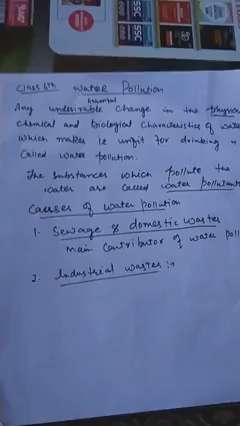 Class 6th Water Pollution
Any undesirable change in the physical
chemical and biological characteristics of water
which makes it unfit for drinking is
called water pollution.
The substances which pollute the
water are called water pollutants
Causes of water pollution
1. Sewage & domestic wastes
main contributor of water poll
2. Industrial wastes :-